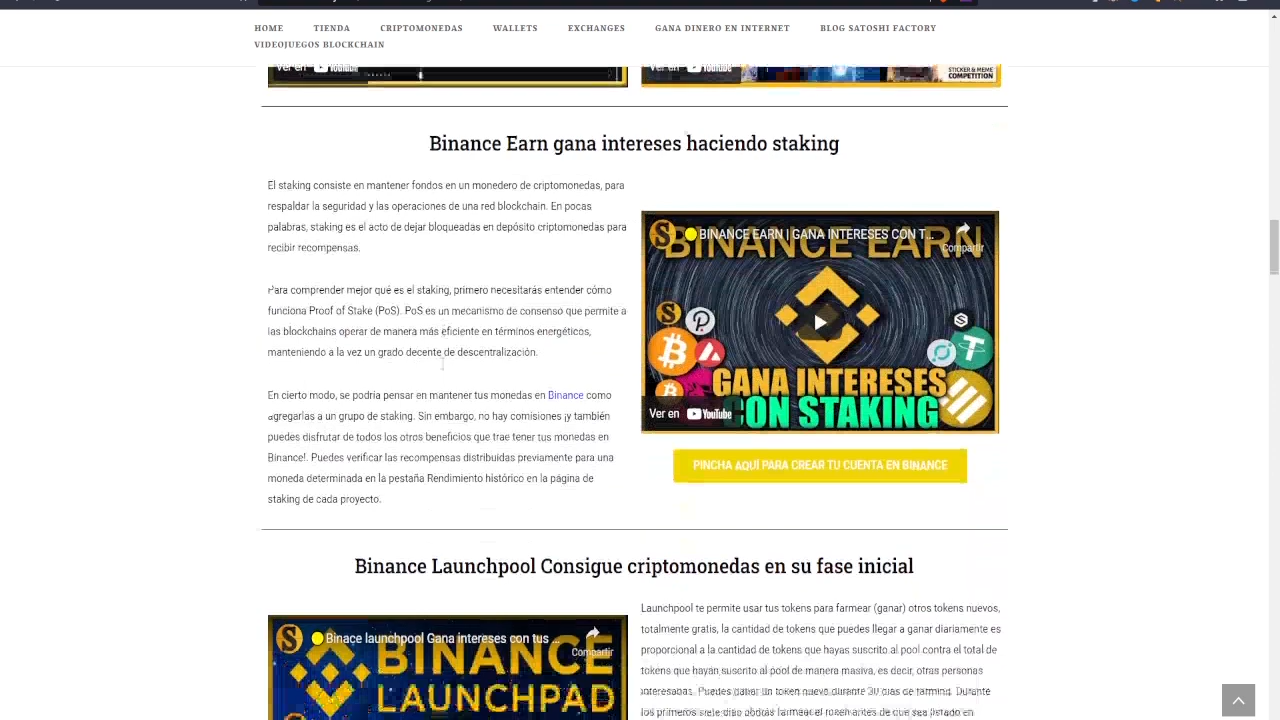 HOME TIENDA CRIPTOMONEDAS WALLETS EXCHANGES GANA DINERO EN INTERNET BLOG SATOSHI FACTORY
VIDEOJUEGOS BLOCKCHAIN
Ver en YouTube
Ver en YouTube
STICKER & MEME
COMPETITION
Binance Earn gana intereses haciendo staking
El staking consiste en mantener fondos en un monedero de criptomonedas, para
respaldar la seguridad y las operaciones de una red blockchain. En pocas
palabras, staking es el acto de dejar bloqueadas en depósito criptomonedas para
recibir recompensas.
Para comprender mejor qué es el staking, primero necesitarás entender cómo
funciona Proof of Stake (PoS). PoS es un mecanismo de consenso que permite a
las blockchains operar de manera más eficiente en términos energéticos,
manteniendo a la vez un grado decente de descentralización.
En cierto modo, se podría pensar en mantener tus monedas en Binance como
agregarlas a un grupo de staking. Sin embargo, no hay comisiones ¡y también
puedes disfrutar de todos los otros beneficios que trae tener tus monedas en
Binance!. Puedes verificar las recompensas distribuidas previamente para una
moneda determinada en la pestaña Rendimiento histórico en la página de
staking de cada proyecto.
BINANCE EARN | GANA INTERESES CON T...
Compartir
BINANCE EARN
GANA INTERESES
CON STAKING
Ver en YouTube
PINCHA AQUÍ PARA CREAR TU CUENTA EN BINANCE
Binance Launchpool Consigue criptomonedas en su fase inicial
Binace launchpool Gana intereses con tus ...
Compartir
BINANCE
LAUNCHPAD
Launchpool te permite usar tus tokens para farmear (ganar) otros tokens nuevos,
totalmente gratis, la cantidad de tokens que puedes llegar a ganar diariamente es
proporcional a la cantidad de tokens que hayas suscrito al pool contra el total de
tokens que hayan suscrito al pool de manera masiva, es decir, otras personas
interesadas. Puedes ganar un token nuevo durante 30 días de farming. Durante
los primeros